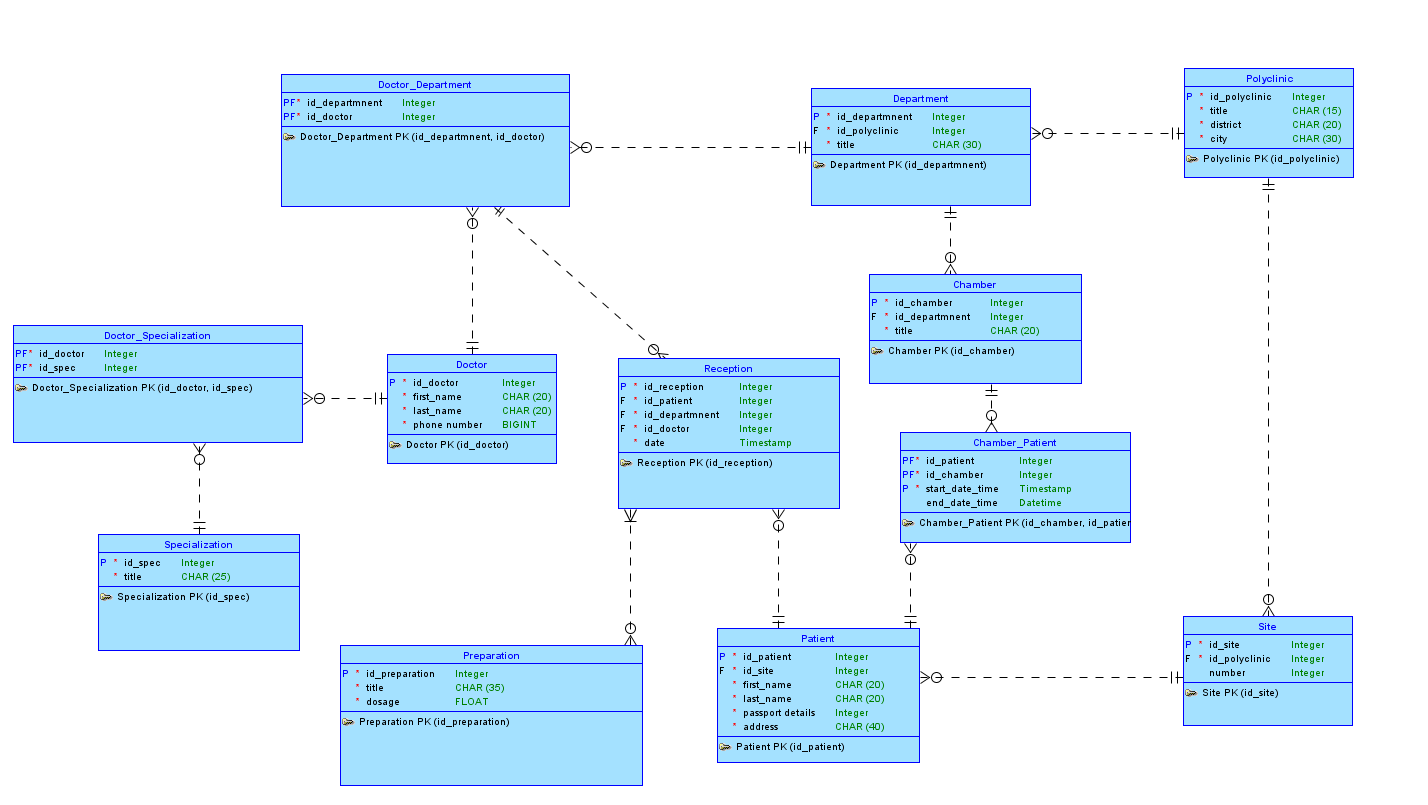 Doctor_Department
PF* id_departmnent Integer
PF* id_doctor Integer
Doctor_Department PK (id_departmnent, id_doctor)
Department
P * id_departmnent Integer
F * id_polyclinic Integer
* title CHAR (30)
Department PK (id_departmnent)
Polyclinic
P * id_polyclinic Integer
* title CHAR (15)
* district CHAR (20)
* city CHAR (30)
Polyclinic PK (id_polyclinic)
Chamber
P * id_chamber Integer
F * id_departmnent Integer
* title CHAR (20)
Chamber PK (id_chamber)
Doctor_Specialization
PF* id_doctor Integer
PF* id_spec Integer
Doctor_Specialization PK (id_doctor, id_spec)
Doctor
P * id_doctor Integer
* first_name CHAR (20)
* last_name CHAR (20)
* phone number BIGINT
Doctor PK (id_doctor)
Reception
P * id_reception Integer
F * id_patient Integer
F * id_departmnent Integer
F * id_doctor Integer
* date Timestamp
Reception PK (id_reception)
Chamber_Patient
PF* id_patient Integer
PF* id_chamber Integer
P * start_date_time Timestamp
end_date_time Datetime
Chamber_Patient PK (id_chamber, id_patier
Specialization
P * id_spec Integer
* title CHAR (25)
Specialization PK (id_spec)
Preparation
P * id_preparation Integer
* title CHAR (35)
* dosage FLOAT
Preparation PK (id_preparation)
Patient
P * id_patient Integer
F * id_site Integer
* first_name CHAR (20)
* last_name CHAR (20)
* passport details Integer
* address CHAR (40)
Patient PK (id_patient)
Site
P * id_site Integer
F * id_polyclinic Integer
number Integer
Site PK (id_site)